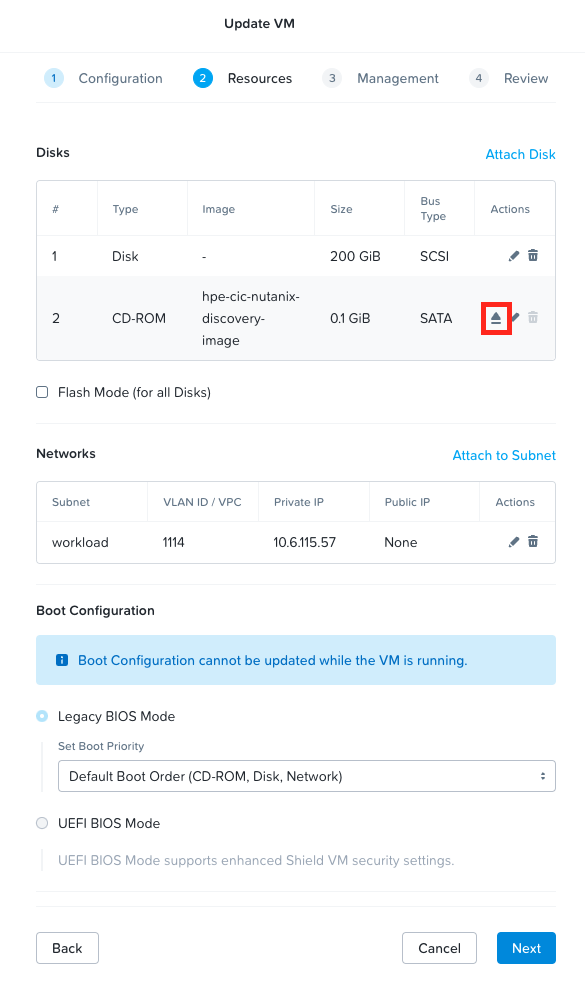 Update VM
1 Configuration 2 Resources 3 Management 4 Review
Disks Attach Disk
# Type Image Size Bus Type Actions
1 Disk - 200 GiB SCSI
2 CD-ROM hpe-cic-nutanix-discovery-image 0.1 GiB SATA
Flash Mode (for all Disks)
Networks Attach to Subnet
Subnet VLAN ID / VPC Private IP Public IP Actions
workload 1114 10.6.115.57 None
Boot Configuration
Boot Configuration cannot be updated while the VM is running.
Legacy BIOS Mode
Set Boot Priority
Default Boot Order (CD-ROM, Disk, Network)
UEFI BIOS Mode
UEFI BIOS Mode supports enhanced Shield VM security settings.
Back Cancel Next